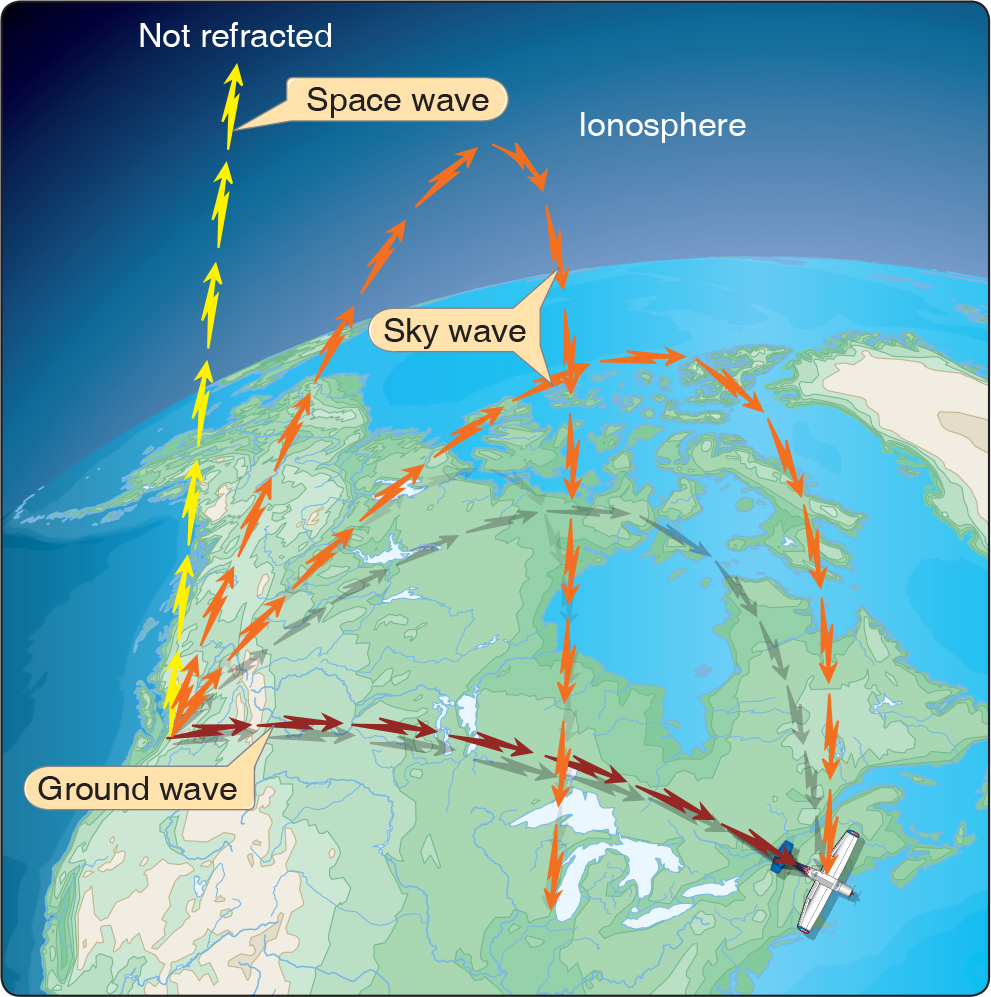 Not refracted
Space wave
Ionosphere
Sky wave
Ground wave